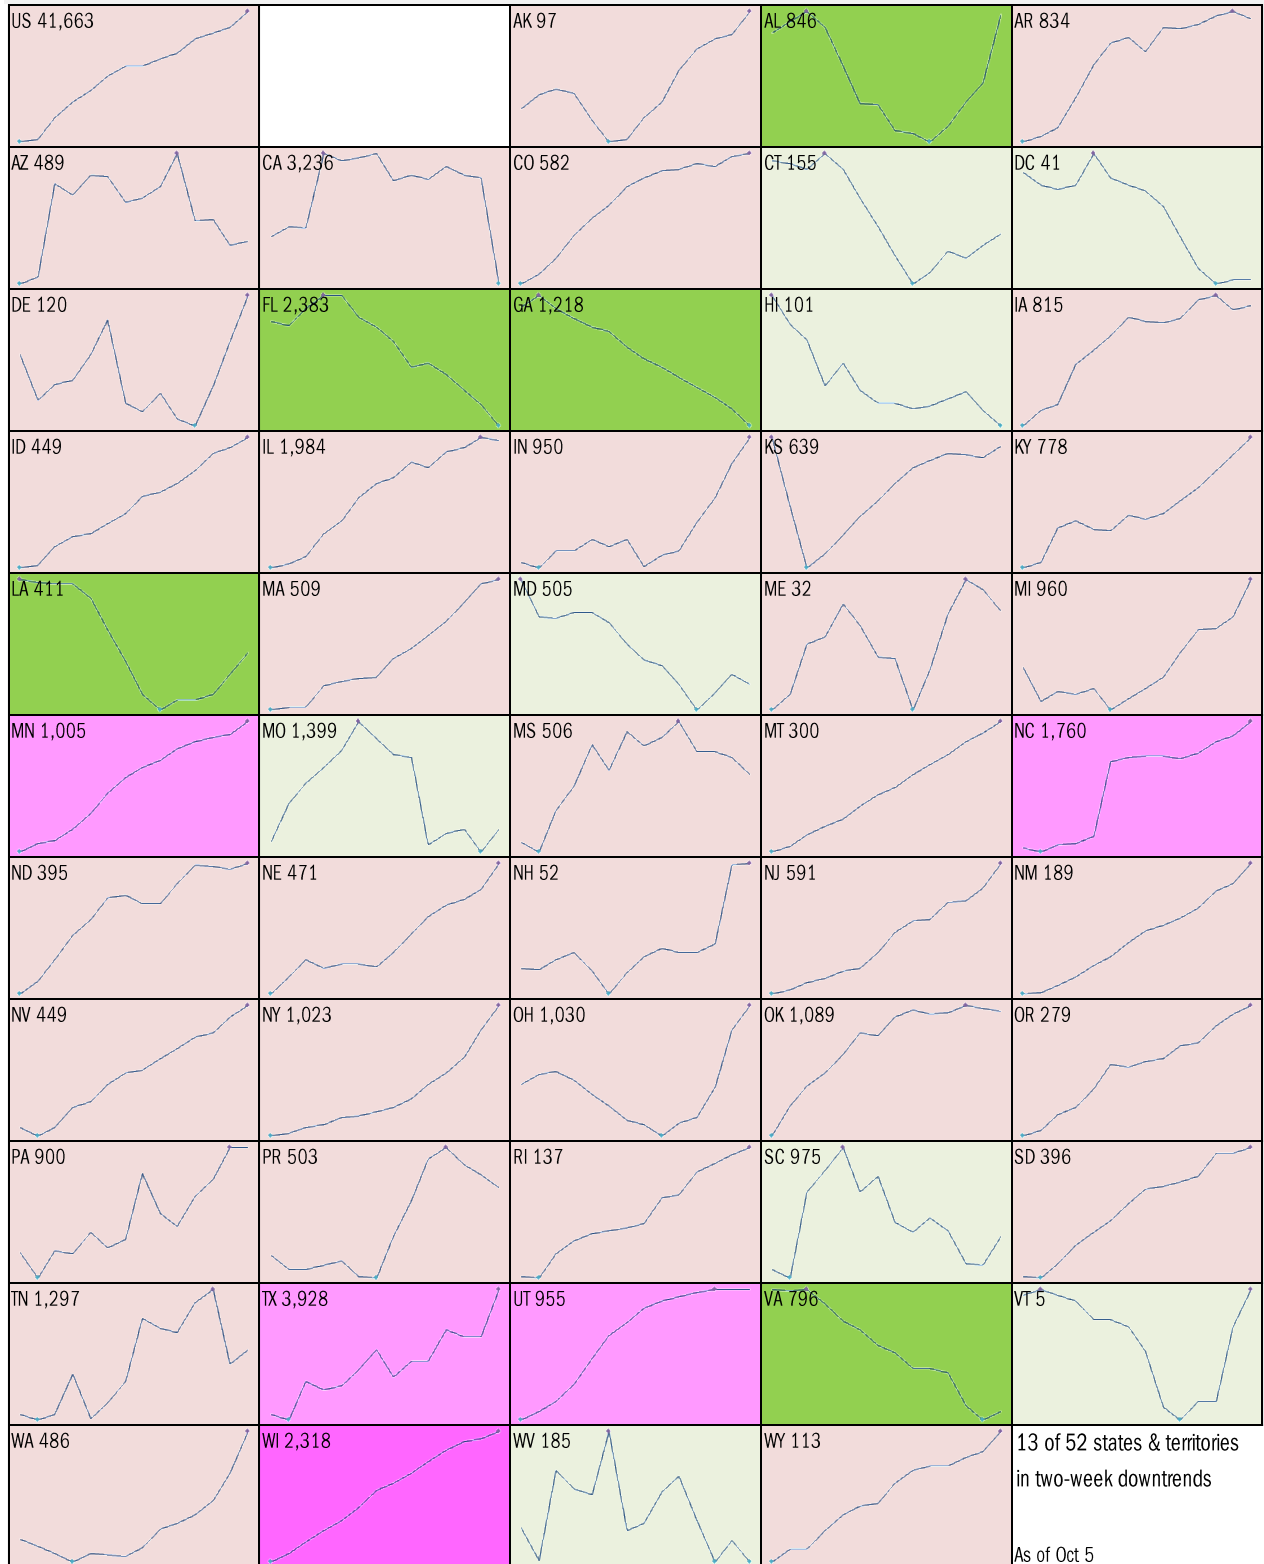 US 41,663
AK 97
AL 846
AR 834
AZ 489
CA 3,236
CO 582
CT 155
DC 41
DE 120
FL 2,383
GA 1,218
HI 101
IA 815
ID 449
IL 1,984
IN 950
KS 639
KY 778
LA 411
MA 509
MD 505
ME 32
MI 960
MN 1,005
MO 1,399
MS 506
MT 300
NC 1,760
ND 395
NE 471
NH 52
NJ 591
NM 189
NV 449
NY 1,023
OH 1,030
OK 1,089
OR 279
PA 900
PR 503
RI 137
SC 975
SD 396
TN 1,297
TX 3,928
UT 955
VA 796
VT 5
WA 486
WI 2,318
WV 185
WY 113
13 of 52 states & territories
in two-week downtrends
As of Oct 5